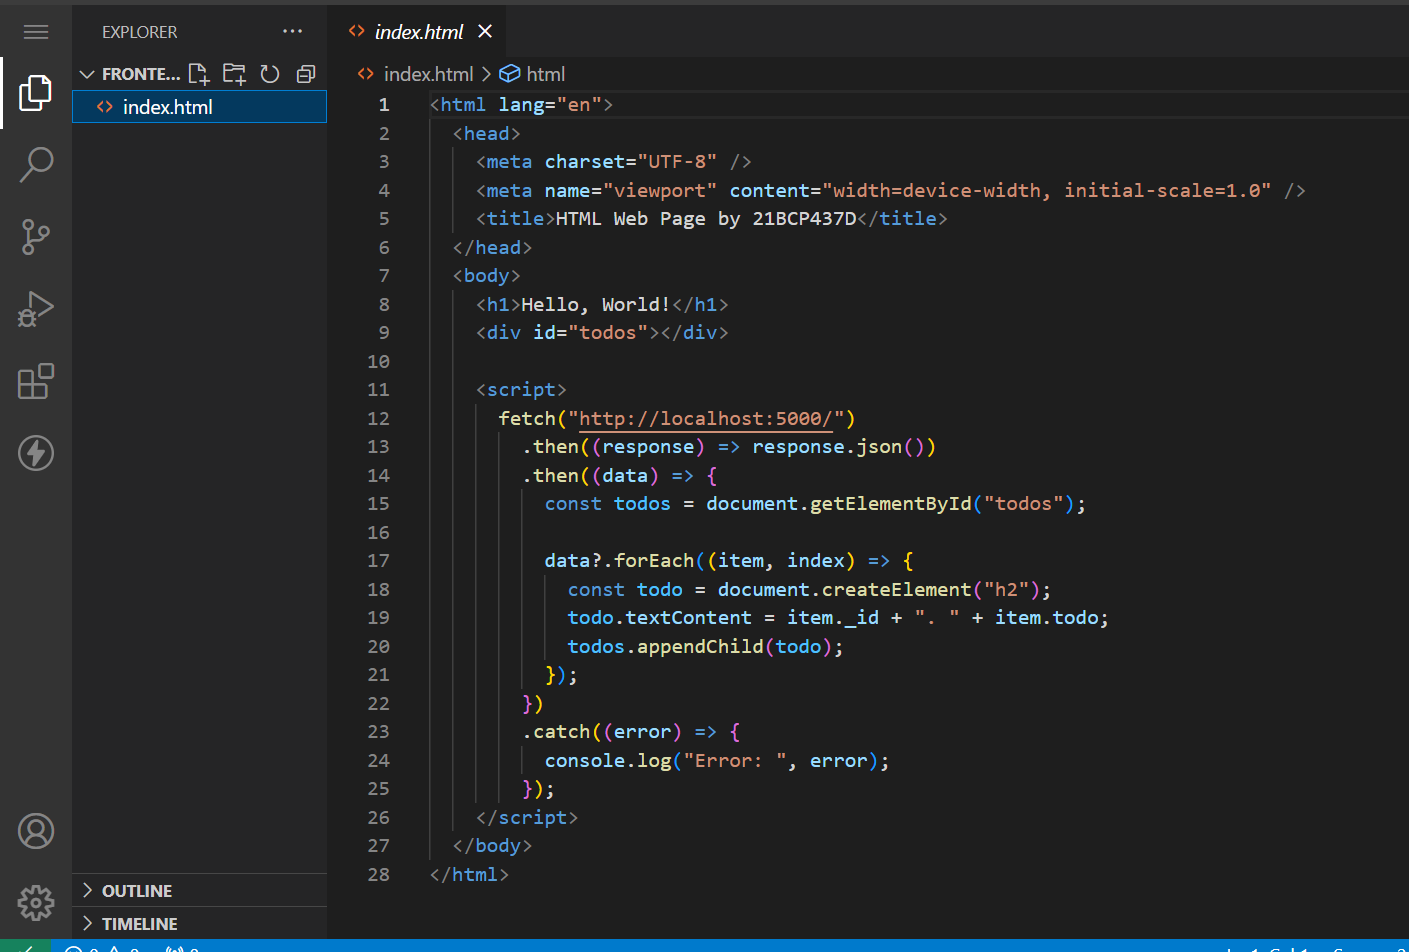 EXPLORER ...
FRONTE...
index.html
OUTLINE
TIMELINE
index.html
index.html > html
1 <html lang="en">
2 <head>
3 <meta charset="UTF-8" />
4 <meta name="viewport" content="width=device-width, initial-scale=1.0" />
5 <title>HTML Web Page by 21BCP437D</title>
6 </head>
7 <body>
8 <h1>Hello, World!</h1>
9 <div id="todos"></div>
10
11 <script>
12 fetch("http://localhost:5000/")
13 .then((response) => response.json())
14 .then((data) => {
15 const todos = document.getElementById("todos");
16
17 data?.forEach((item, index) => {
18 const todo = document.createElement("h2");
19 todo.textContent = item._id + ". " + item.todo;
20 todos.appendChild(todo);
21 });
22 })
23 .catch((error) => {
24 console.log("Error: ", error);
25 });
26 </script>
27 </body>
28 </html>